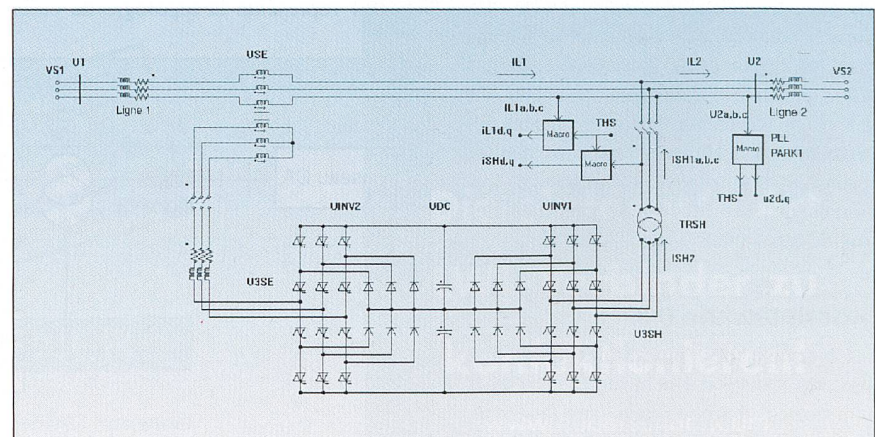 U1
USE
IL1
IL2
U2
VS1
VS2
Ligne 1
Ligne 2
U2a,b,c
IL1a,b,c
THS
iL1d,q
Macro
iSHd,q
Macro
ISH1a,b,c
Macro
PLL
PARK1
THS
u2d,q
UINV2
UDC
UINV1
TRSH
ISH2
U3SE
U3SH